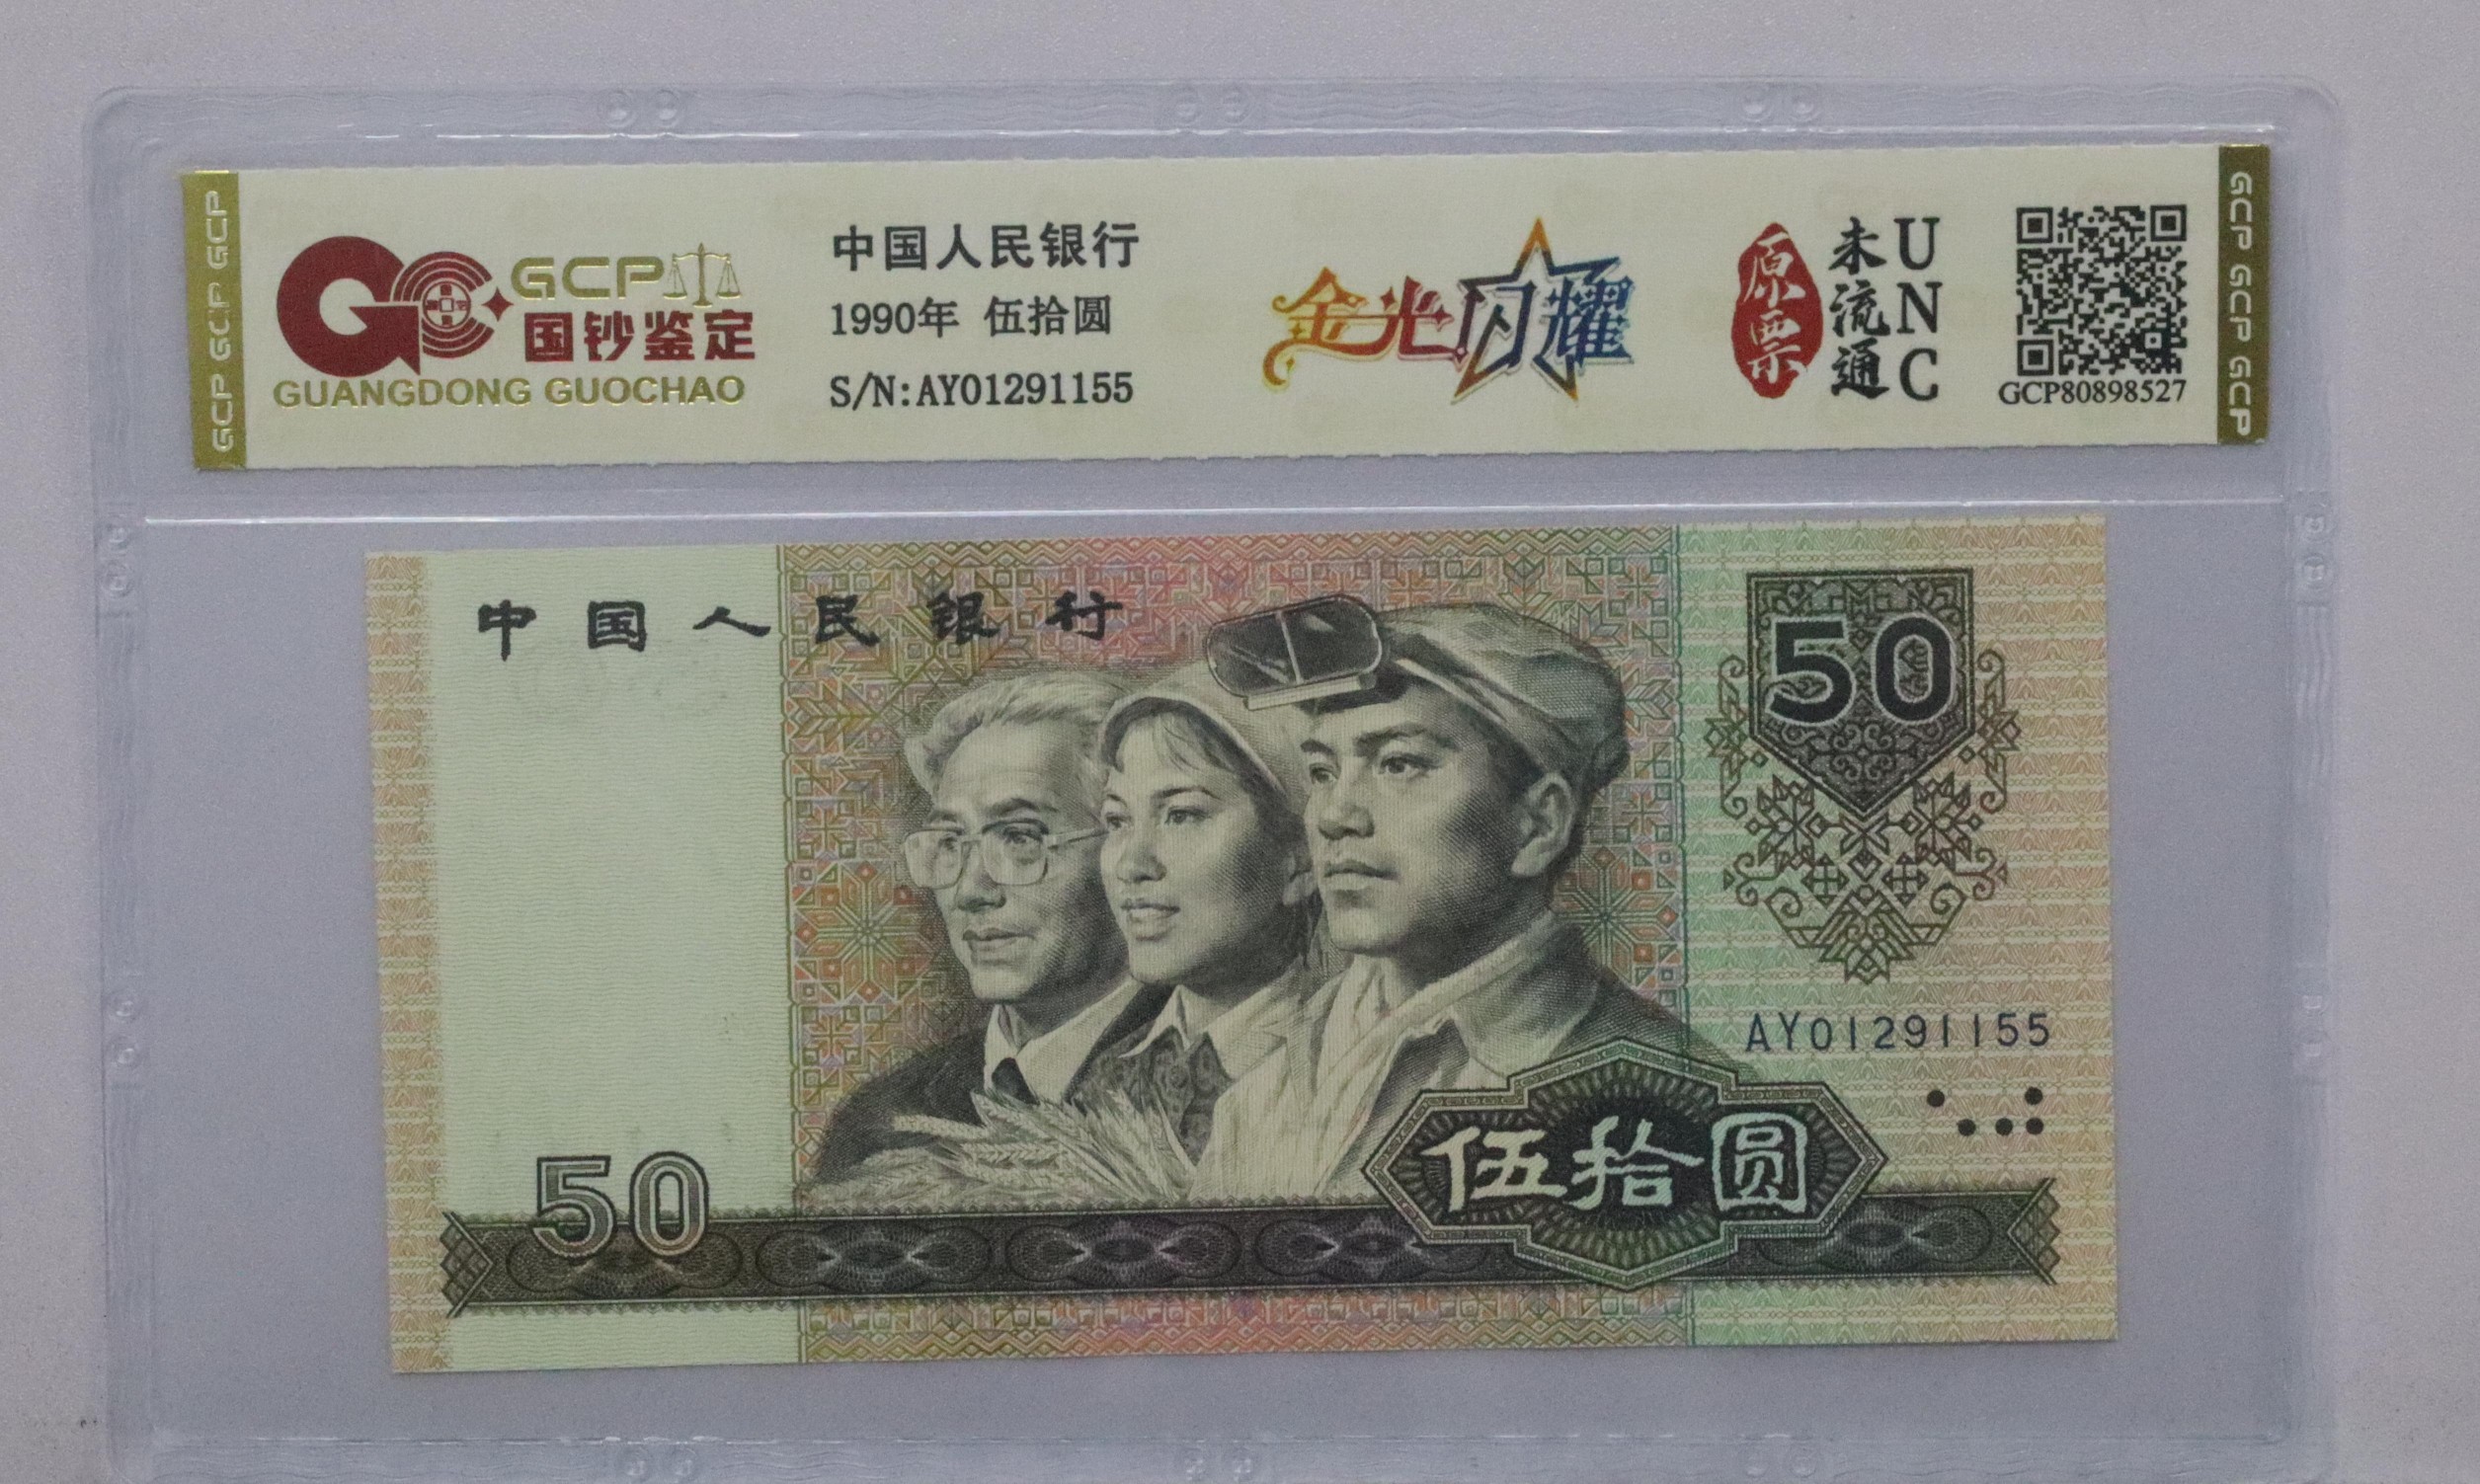 GCP GCP GCP GCP
GCP
国钞鉴定
GUANGDONG GUOCHAO
中国人民银行
1990年 伍拾圆
S/N:AY01291155
金光闪耀
原票
未流通
UNC
GCP80898527
GCP GCP GCP GCP
中国人民银行
50
AY01291155
50
伍拾圆